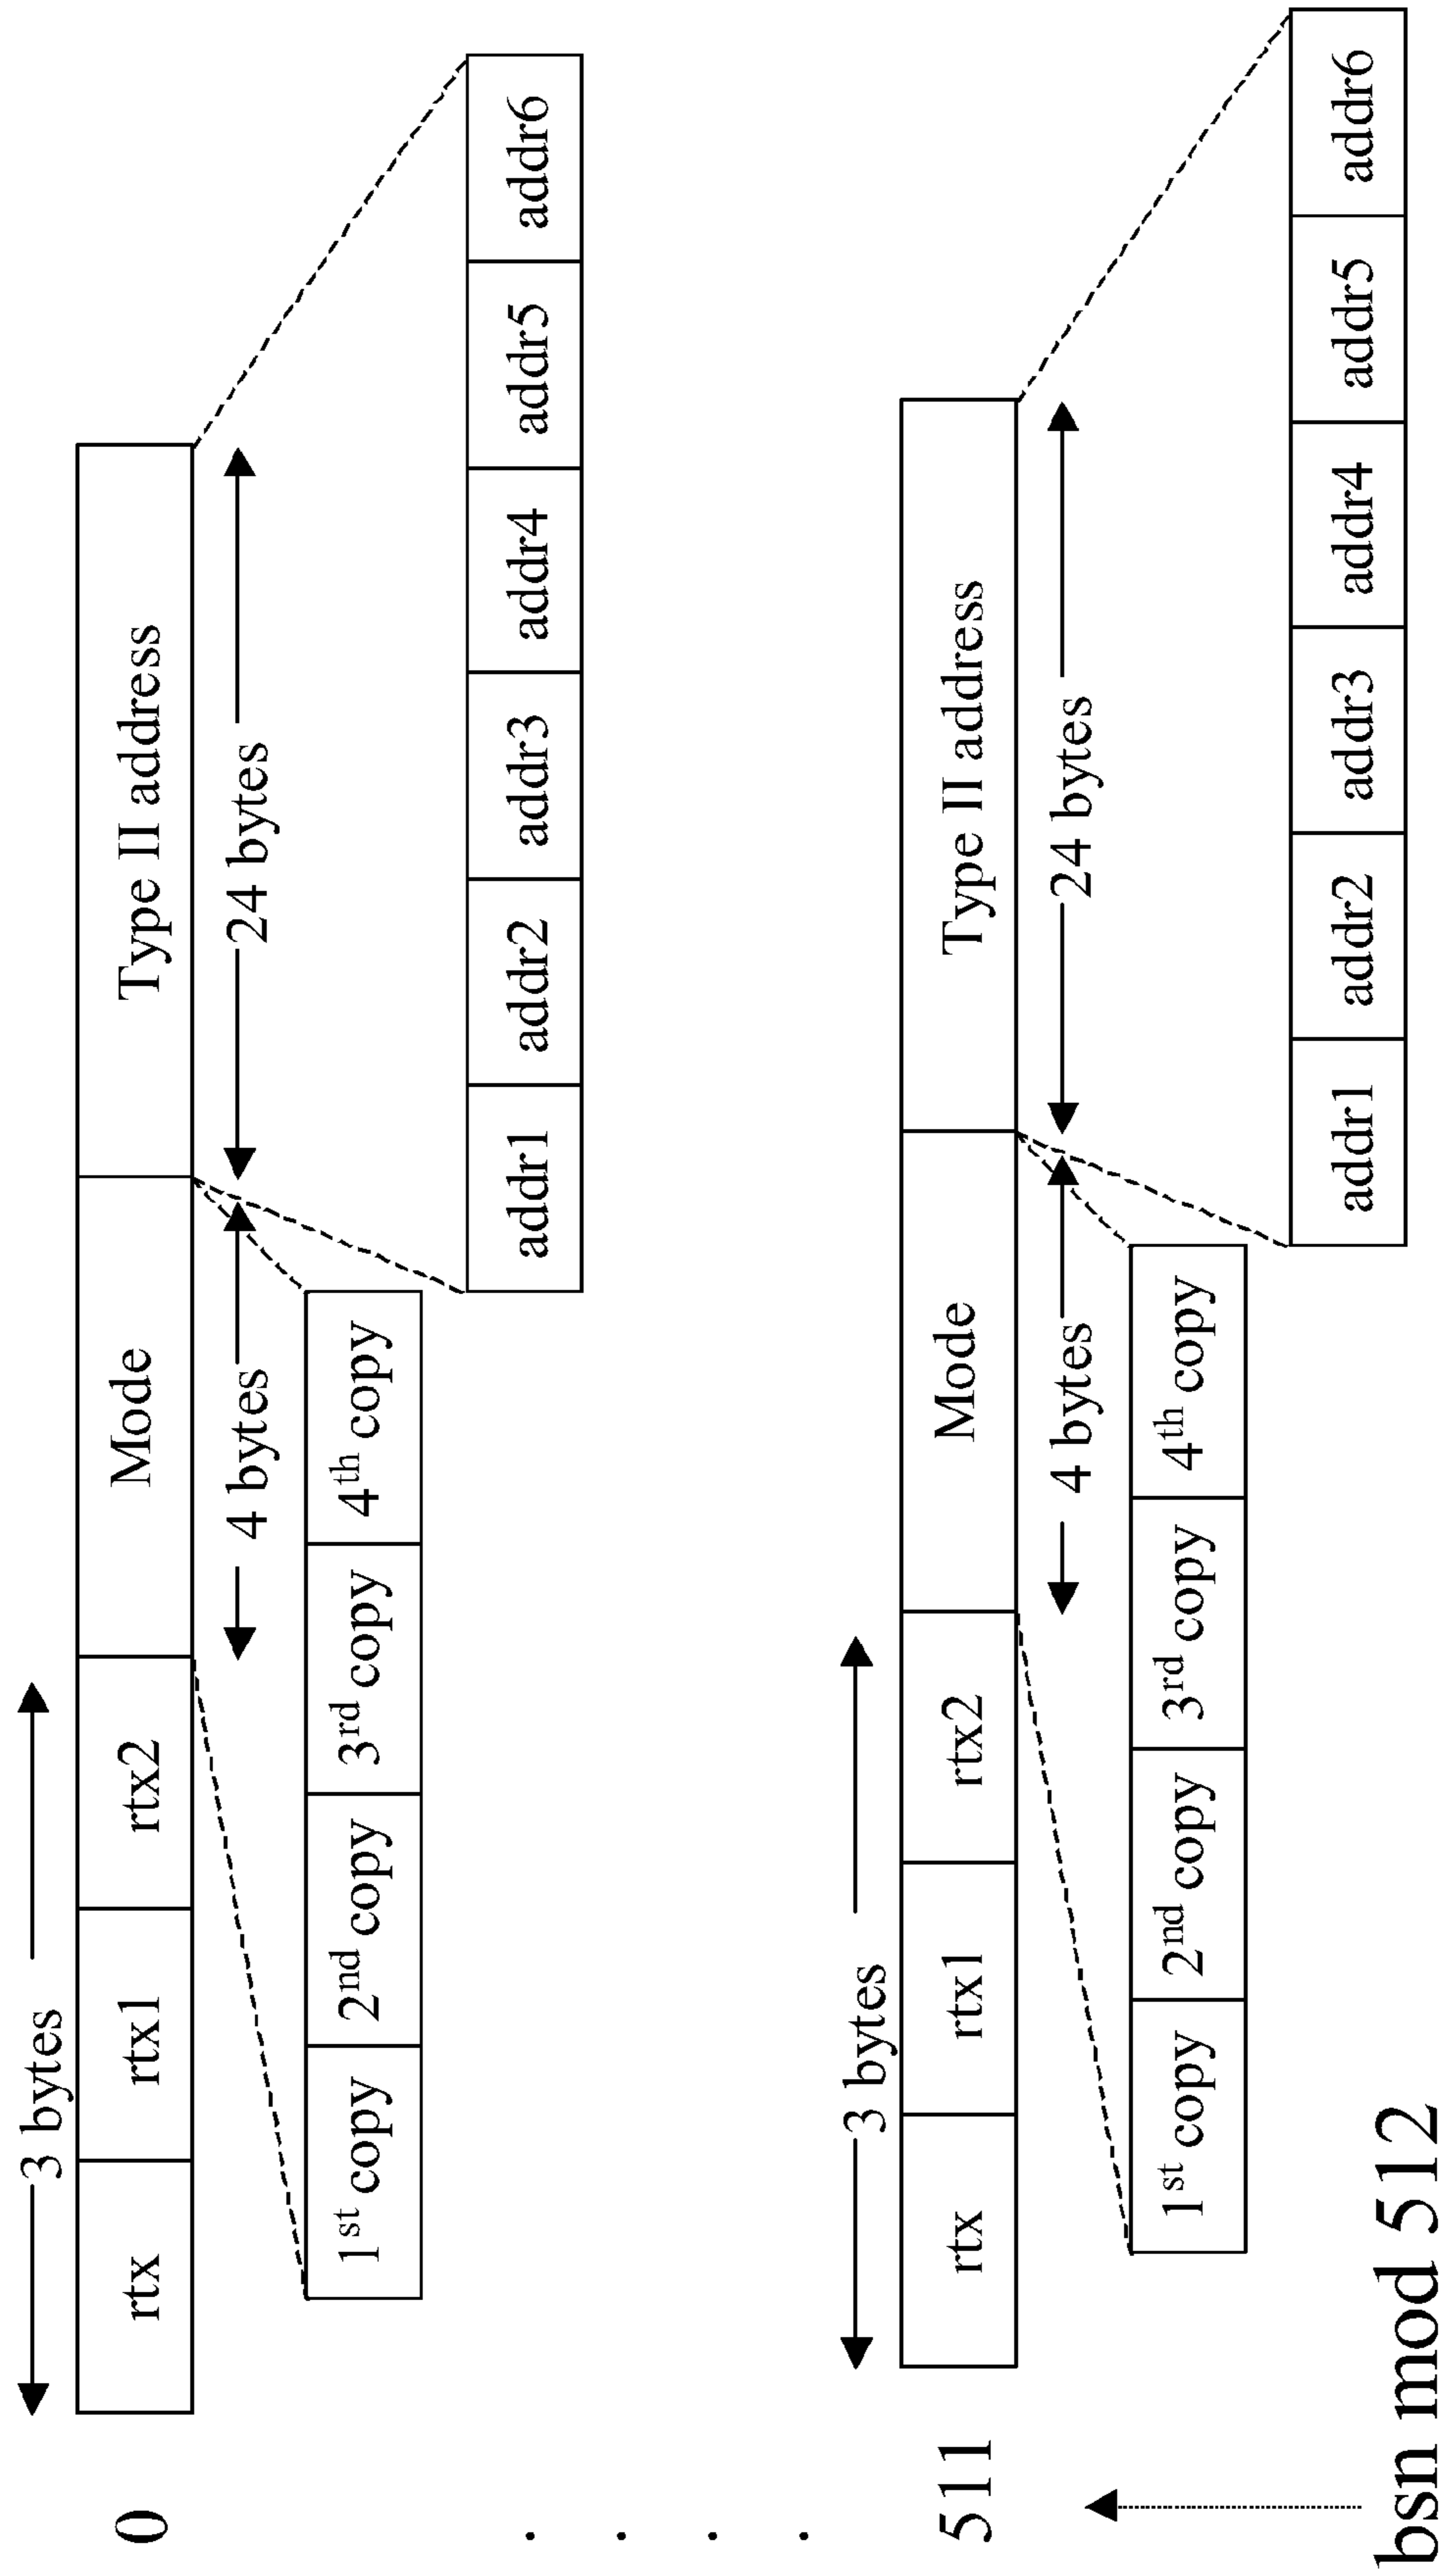 3 bytes
0 rtx rtx1 rtx2 Mode Type II address
4 bytes 24 bytes
1st copy 2nd copy 3rd copy 4th copy
addr1 addr2 addr3 addr4 addr5 addr6
. . . .
3 bytes
511 rtx rtx1 rtx2 Mode Type II address
4 bytes 24 bytes
1st copy 2nd copy 3rd copy 4th copy
addr1 addr2 addr3 addr4 addr5 addr6
bsn mod 512